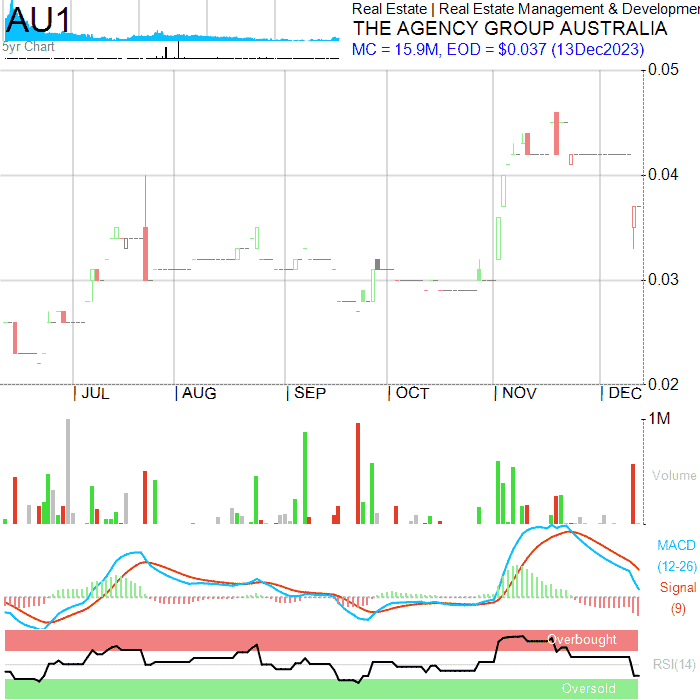 AU1
5yr Chart
Real Estate | Real Estate Management & Developmen
THE AGENCY GROUP AUSTRALIA
MC = 15.9M, EOD = $0.037 (13Dec2023)
0.05
0.04
0.03
0.02
| JUL | AUG | SEP | OCT | NOV | DEC
1M
Volume
MACD
(12-26)
Signal
(9)
Overbought
RSI(14)
Oversold